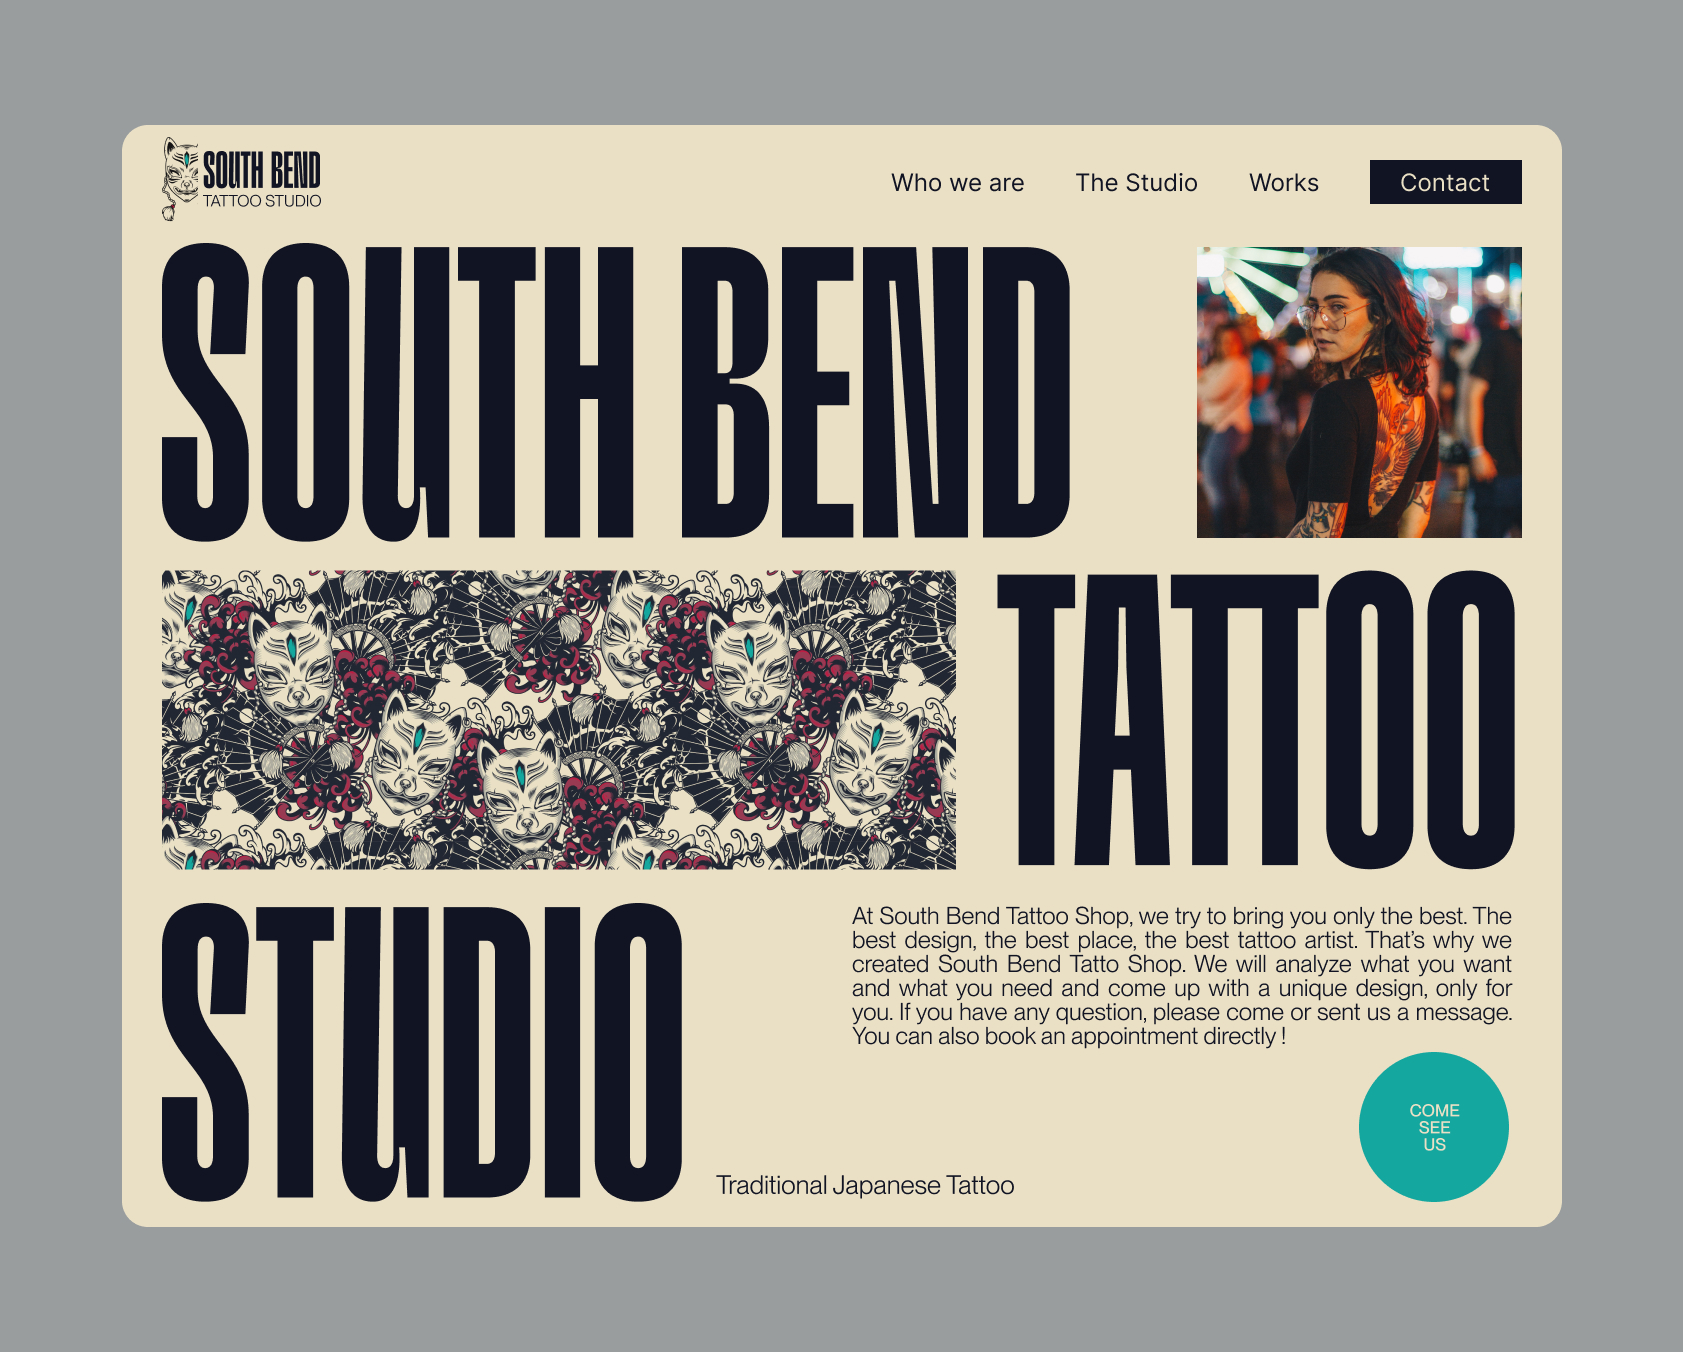 SOUTH BEND
TATTOO STUDIO
Who we are
The Studio
Works
Contact
SOUTH BEND
TATTOO
STUDIO
At South Bend Tattoo Shop, we try to bring you only the best. The
best design, the best place, the best tattoo artist. That's why we
created South Bend Tatto Shop. We will analyze what you want
and what you need and come up with a unique design, only for
you. If you have any question, please come or sent us a message.
You can also book an appointment directly !
Traditional Japanese Tattoo
COME
SEE
US